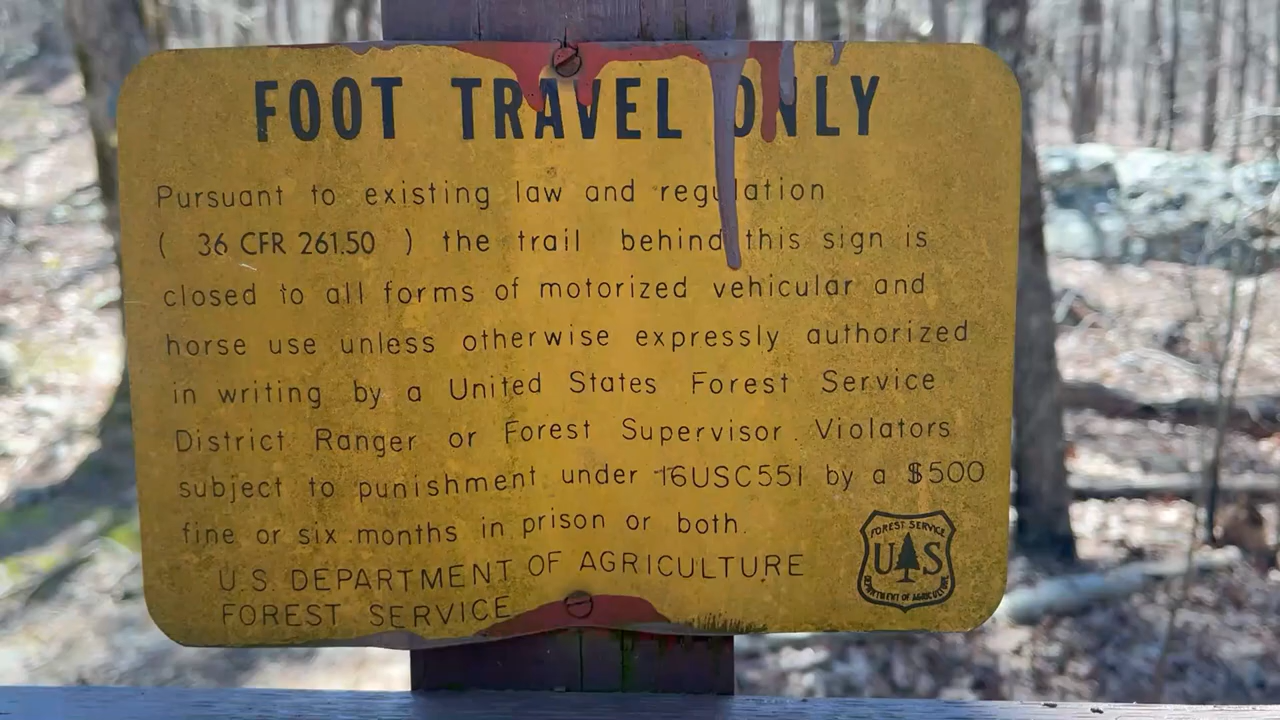 FOOT TRAVEL ONLY
Pursuant to existing law and regulation
( 36 CFR 261.50 ) the trail behind this sign is
closed to all forms of motorized vehicular and
horse use unless otherwise expressly authorized
in writing by a United States Forest Service
District Ranger or Forest Supervisor. Violators
subject to punishment under 16USC551 by a $500
fine or six months in prison or both.
U.S. DEPARTMENT OF AGRICULTURE
FOREST SERVICE
FOREST SERVICE
U S
DEPARTMENT OF AGRICULTURE